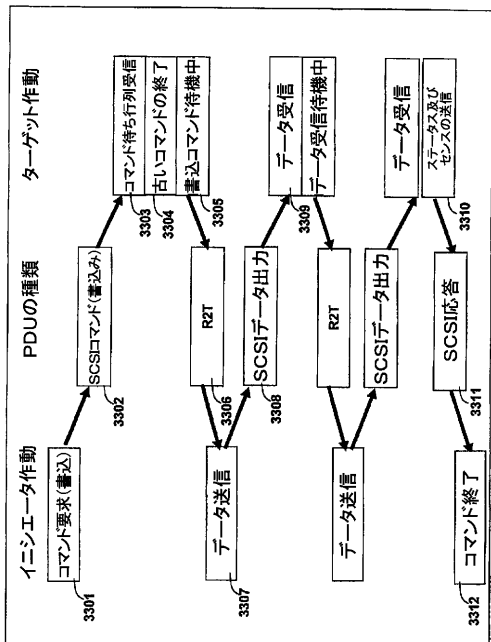 イニシエータ作動
PDUの種類
ターゲット作動
コマンド要求(書込)
3301
SCSIコマンド(書込み)
3302
コマンド待ち行列受信
3303
古いコマンドの終了
3304
書込コマンド待機中
3305
R2T
3306
データ送信
3307
SCSIデータ出力
3308
データ受信
3309
データ受信待機中
R2T
データ送信
SCSIデータ出力
データ受信
ステータス及び
センスの送信
3310
SCSI応答
3311
コマンド終了
3312